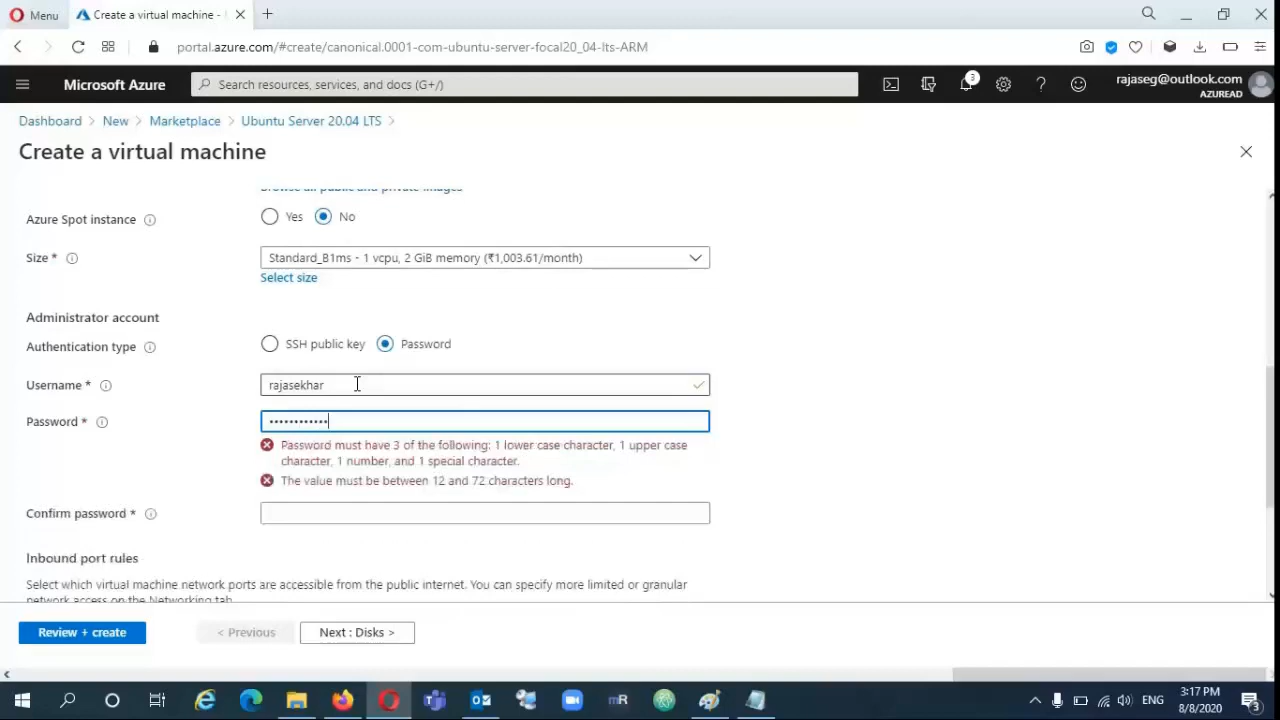 Menu
Create a virtual machine -
portal.azure.com/#create/canonical.0001-com-ubuntu-server-focal20_04-lts-ARM
Microsoft Azure
Search resources, services, and docs (G+/)
3
rajaseg@outlook.com
AZUREAD
Dashboard > New > Marketplace > Ubuntu Server 20.04 LTS >
Create a virtual machine
Browse all public and private images
Azure Spot instance
Yes
No
Size *
Standard_B1ms - 1 vcpu, 2 GiB memory (₹1,003.61/month)
Select size
Administrator account
Authentication type
SSH public key
Password
Username *
rajasekhar
Password *
••••••••••••
Password must have 3 of the following: 1 lower case character, 1 upper case
character, 1 number, and 1 special character.
The value must be between 12 and 72 characters long.
Confirm password *
Inbound port rules
Select which virtual machine network ports are accessible from the public internet. You can specify more limited or granular
network access on the Networking tab.
Review + create
< Previous
Next : Disks >
mR
ENG
3:17 PM
8/8/2020
3